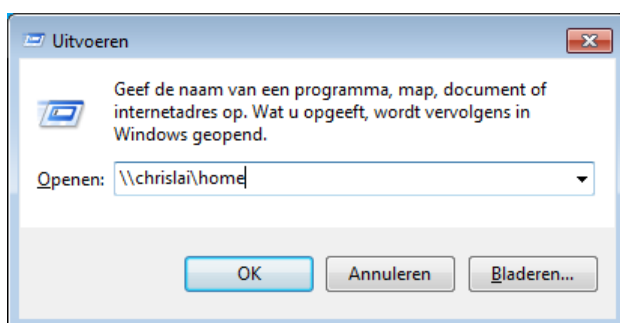 Uitvoeren
Geef de naam van een programma, map, document of
internetadres op. Wat u opgeeft, wordt vervolgens in
Windows geopend.
Openen: \\chrislai\home
OK Annuleren Bladeren...